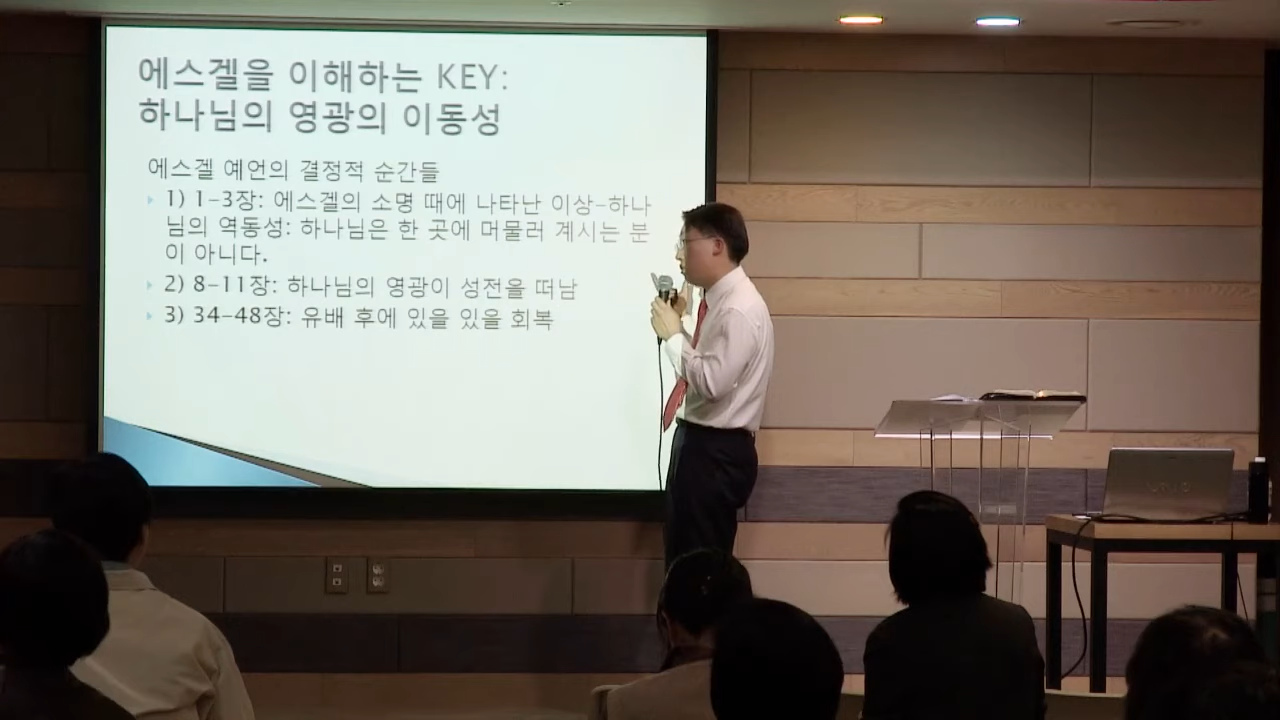 에스겔을 이해하는 KEY:
하나님의 영광의 이동성
에스겔 예언의 결정적 순간들
1) 1-3장: 에스겔의 소명 때에 나타난 이상-하나
님의 역동성: 하나님은 한 곳에 머물러 계시는 분
이 아니다.
2) 8-11장: 하나님의 영광이 성전을 떠남
3) 34-48장: 유배 후에 있을 있을 회복